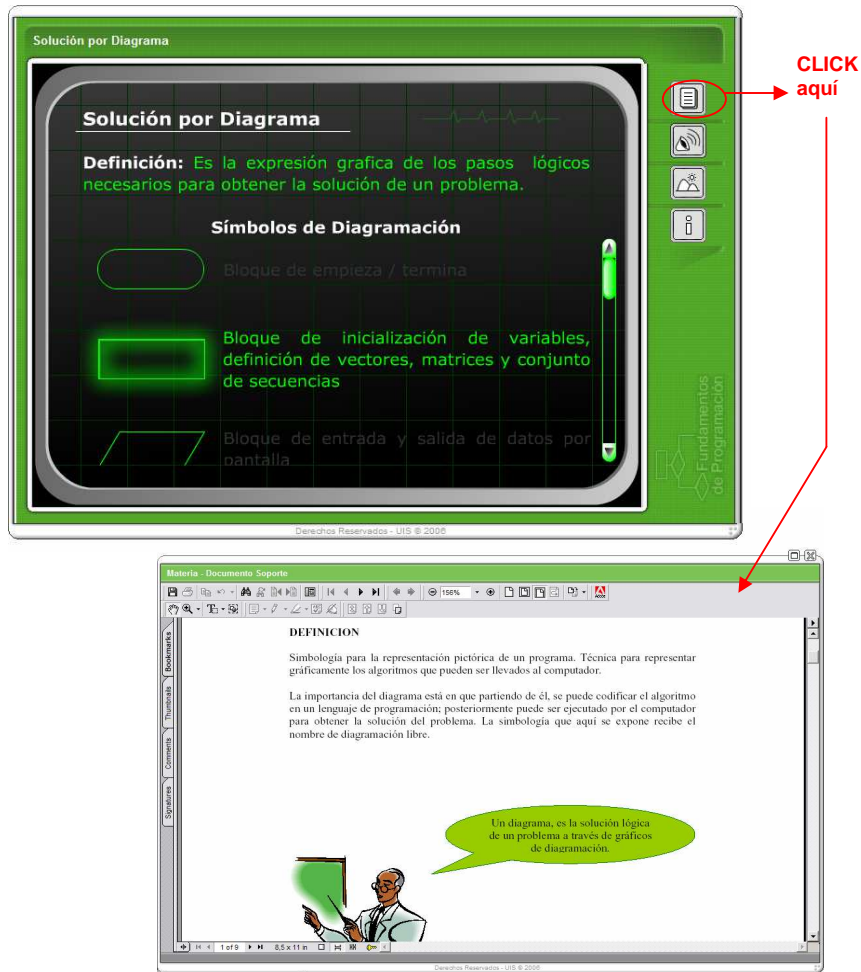 Solución por Diagrama
CLICK
aquí
Solución por Diagrama
Definición: Es la expresión grafica de los pasos lógicos
necesarios para obtener la solución de un problema.
Símbolos de Diagramación
Bloque de empieza / termina
Bloque de inicialización de variables,
definición de vectores, matrices y conjunto
de secuencias
Bloque de entrada y salida de datos por
pantalla
Fundamentos
de Programación
Derechos Reservados - UIS © 2006
Materia - Documento Soporte
156%
Bookmarks
Thumbnails
Comments
Signatures
DEFINICION
Simbología para la representación pictórica de un programa. Técnica para representar
gráficamente los algoritmos que pueden ser llevados al computador.
La importancia del diagrama está en que partiendo de él, se puede codificar el algoritmo
en un lenguaje de programación; posteriormente puede ser ejecutado por el computador
para obtener la solución del problema. La simbología que aquí se expone recibe el
nombre de diagramación libre.
Un diagrama, es la solución lógica
de un problema a través de gráficos
de diagramación.
1 of 9
8,5 x 11 in
Derechos Reservados - UIS © 2006